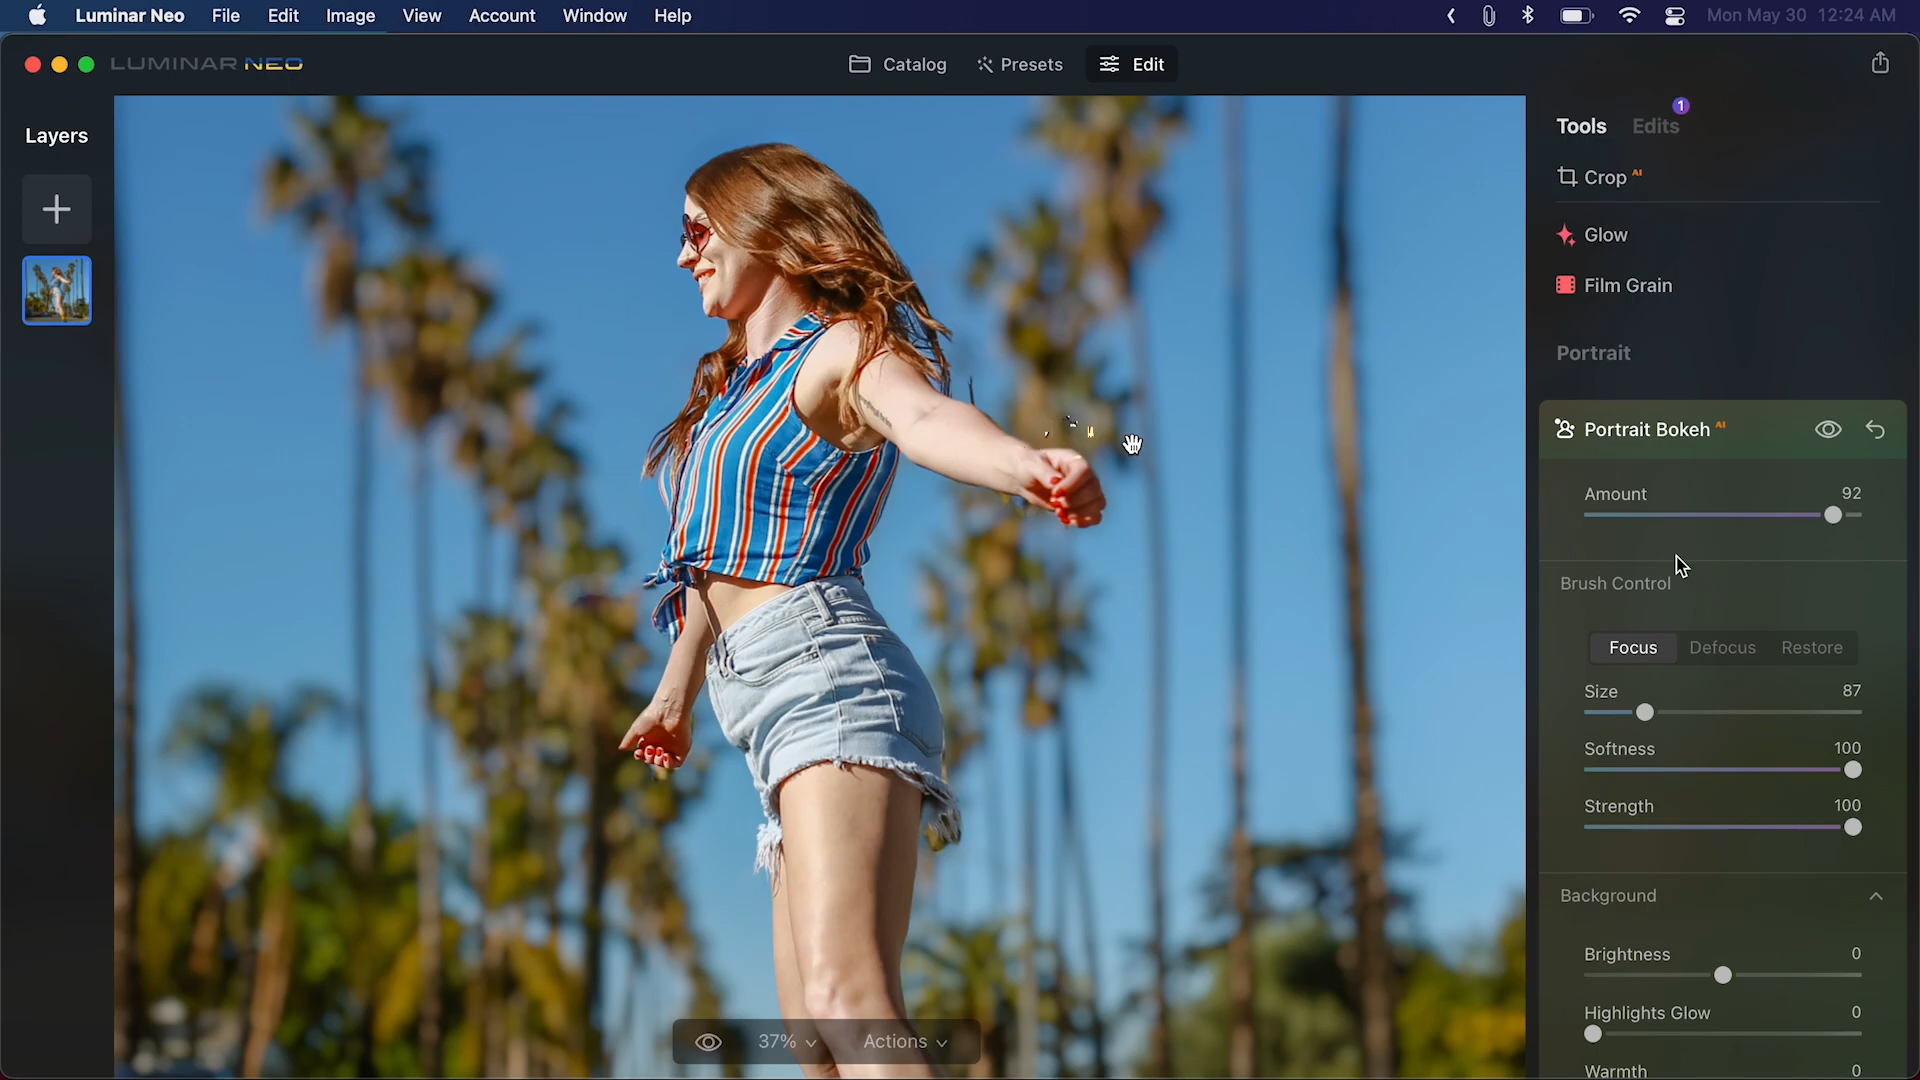 Luminar Neo File Edit Image View Account Window Help Mon May 30 12:24 AM
LUMINAR NEO Catalog Presets Edit
Layers
1
Tools Edits
Crop AI
Glow
Film Grain
Portrait
Portrait Bokeh AI
Amount 92
Brush Control
Focus Defocus Restore
Size 87
Softness 100
Strength 100
Background
Brightness 0
Highlights Glow 0
Warmth 0
37% Actions